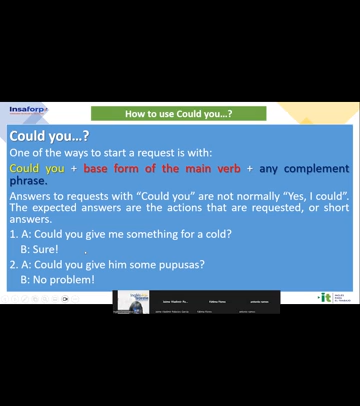 Insaforp
How to use Could you…?
Could you…?
One of the ways to start a request is with:
Could you + base form of the main verb + any complement
phrase.
Answers to requests with “Could you” are not normally “Yes, I could”.
The expected answers are the actions that are requested, or short
answers.
1. A: Could you give me something for a cold?
B: Sure!
2. A: Could you give him some pupusas?
B: No problem!
it